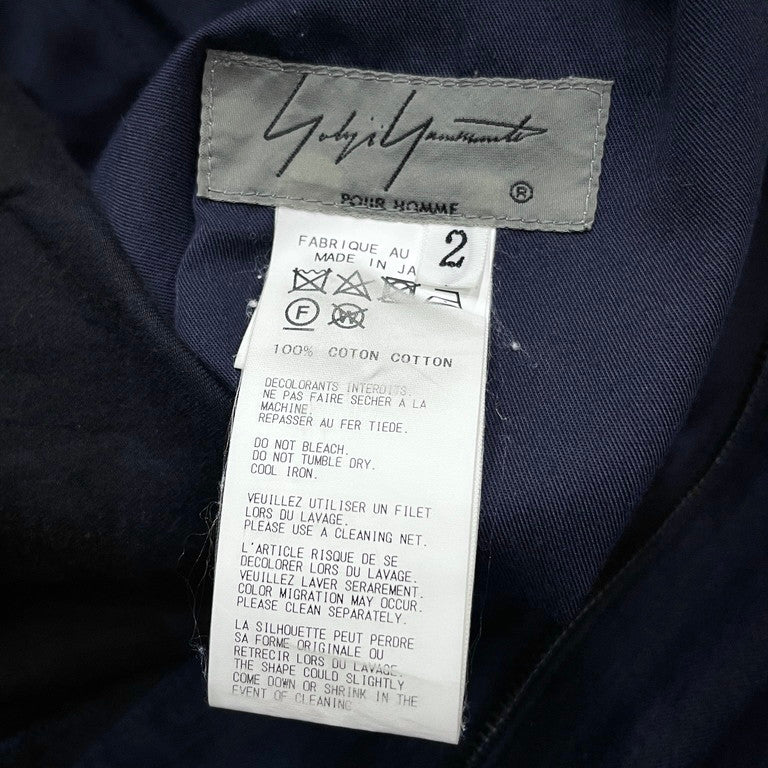 Yohji Yamamoto
®
POUR HOMME
2
FABRIQUE AU
MADE IN JA
F
W
100% COTON COTTON
DECOLORANTS INTERDITS.
NE PAS FAIRE SECHER A LA
MACHINE.
REPASSER AU FER TIEDE.
DO NOT BLEACH.
DO NOT TUMBLE DRY.
COOL IRON.
VEUILLEZ UTILISER UN FILET
LORS DU LAVAGE.
PLEASE USE A CLEANING NET.
L'ARTICLE RISQUE DE SE
DECOLORER LORS DU LAVAGE.
VEUILLEZ LAVER SERAREMENT.
COLOR MIGRATION MAY OCCUR.
PLEASE CLEAN SEPARATELY.
LA SILHOUETTE PEUT PERDRE
SA FORME ORIGINALE OU
RETRECIR LORS DU LAVAGE.
THE SHAPE COULD SLIGHTLY
COME DOWN OR SHRINK IN THE
EVENT OF CLEANING